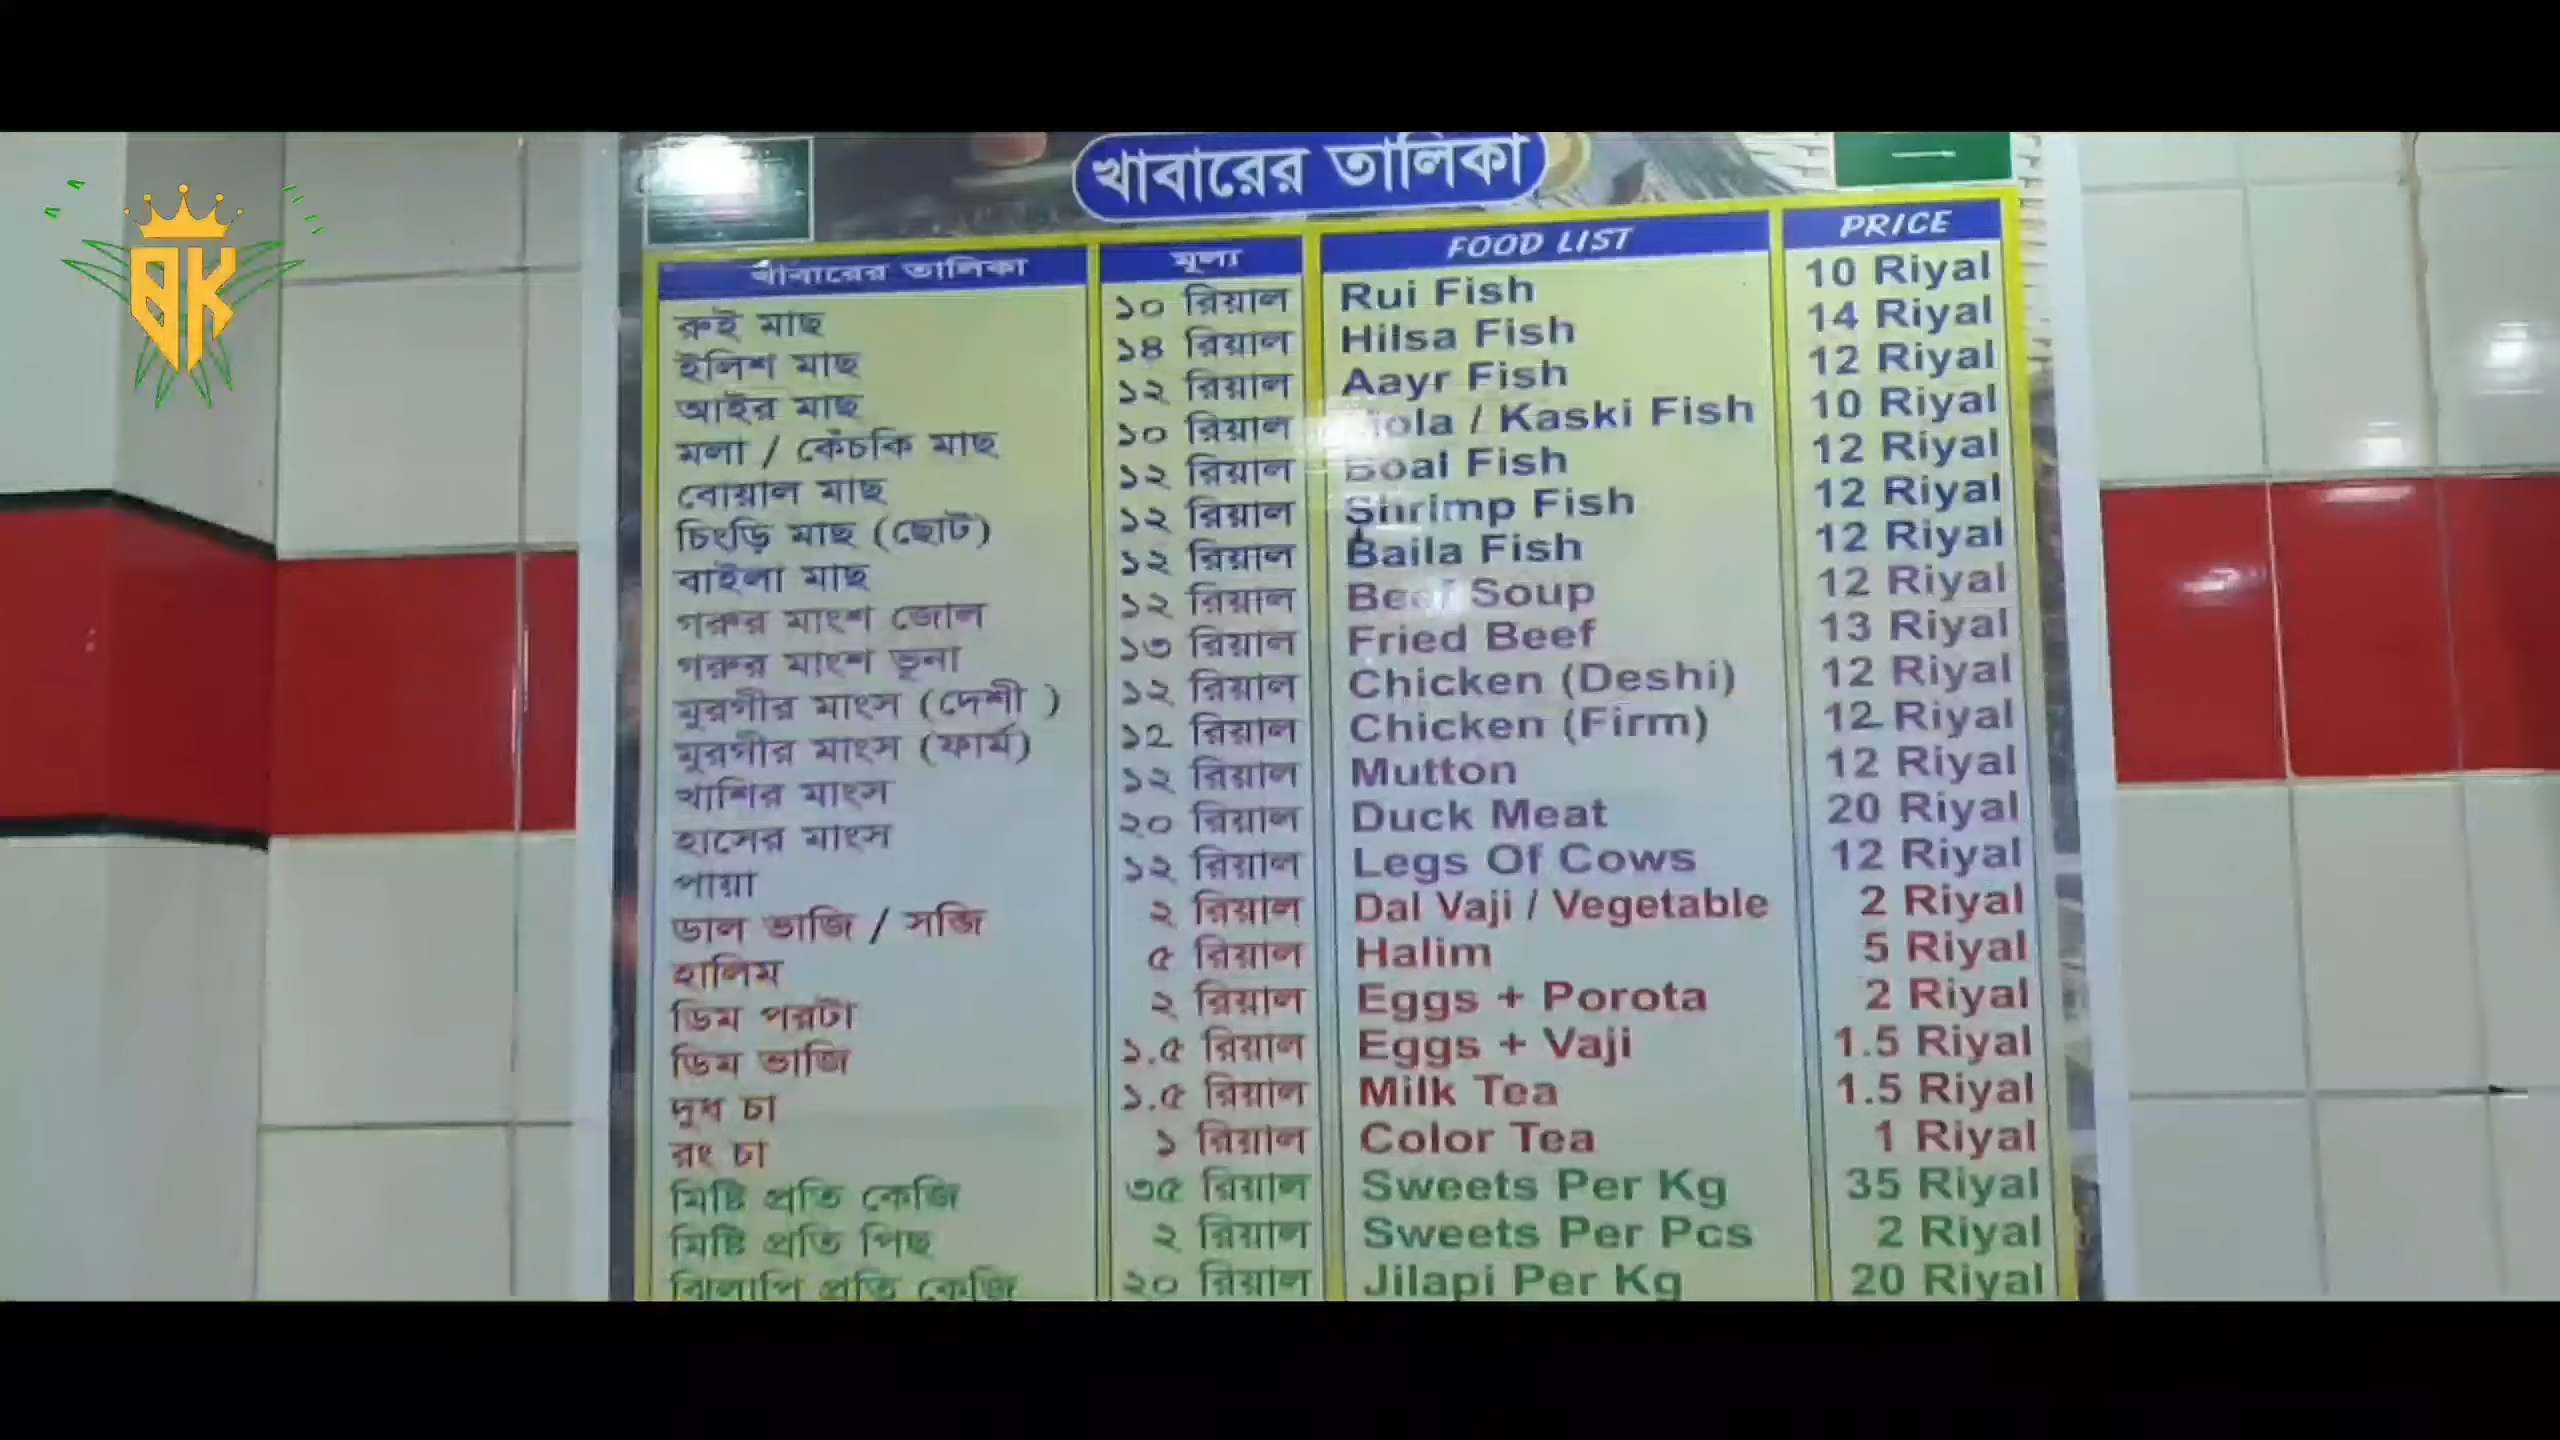 খাবারের তালিকা
খাবারের তালিকা মূল্য FOOD LIST PRICE
রুই মাছ ১০ রিয়াল Rui Fish 10 Riyal
ইলিশ মাছ ১৪ রিয়াল Hilsa Fish 14 Riyal
আইর মাছ ১২ রিয়াল Aayr Fish 12 Riyal
মলা / কেঁচকি মাছ ১০ রিয়াল / Kaski Fish 10 Riyal
বোয়াল মাছ ১২ রিয়াল Boal Fish 12 Riyal
চিংড়ি মাছ (ছোট) ১২ রিয়াল Shrimp Fish 12 Riyal
বাইলা মাছ ১২ রিয়াল Baila Fish 12 Riyal
গরুর মাংশ জোল ১২ রিয়াল Beef Soup 12 Riyal
গরুর মাংশ ভূনা ১৩ রিয়াল Fried Beef 13 Riyal
মুরগীর মাংস (দেশী ) ১২ রিয়াল Chicken (Deshi) 12 Riyal
মুরগীর মাংস (ফার্ম) ১2 রিয়াল Chicken (Firm) 12 Riyal
খাশির মাংস ১২ রিয়াল Mutton 12 Riyal
হাসের মাংস ২০ রিয়াল Duck Meat 20 Riyal
পায়া ১২ রিয়াল Legs Of Cows 12 Riyal
ডাল ভাজি / সব্জি ২ রিয়াল Dal Vaji / Vegetable 2 Riyal
হালিম ৫ রিয়াল Halim 5 Riyal
ডিম পরটা ২ রিয়াল Eggs + Porota 2 Riyal
ডিম ভাজি ১.৫ রিয়াল Eggs + Vaji 1.5 Riyal
দুধ চা ১.৫ রিয়াল Milk Tea 1.5 Riyal
রং চা ১ রিয়াল Color Tea 1 Riyal
মিষ্টি প্রতি কেজি ৩৫ রিয়াল Sweets Per Kg 35 Riyal
মিষ্টি প্রতি পিছ ২ রিয়াল Sweets Per Pcs 2 Riyal
ঝিলাপি প্রতি কেজি ২০ রিয়াল Jilapi Per Kg 20 Riyal
BK